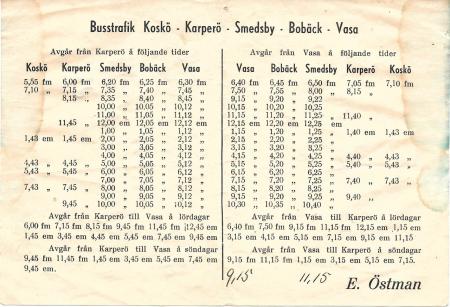 Busstrafik Koskö - Karperö - Smedsby - Bobäck - Vasa
Avgår från Karperö å följande tider
Koskö Karperö Smedsby Bobäck Vasa
5,55 fm 6,00 fm 6,20 fm 6,25 fm 6,30 fm
7,10 „ 7,15 „ 7,35 „ 7,40 „ 7,45 „
8,15 „ 8,35 „ 8,40 „ 8,45 „
10,00 „ 10,05 „ 10,12 „
11,00 „ 11,05 „ 11,12 „
11,45 „ 12,00 em 12,05 em 12,12 em
1,00 „ 1,05 „ 1,12 „
1,43 em 1,45 em 2,00 „ 2,05 „ 2,12 „
3,00 „ 3,05 „ 3,12 „
4,00 „ 4,05 „ 4,12 „
4,43 „ 4,45 „ 5,00 „ 5,05 „ 5,12 „
5,43 „ 5,45 „ 6,00 „ 6,05 „ 6,12 „
7,00 „ 7,05 „ 7,12 „
7,43 „ 7,45 „ 8,00 „ 8,05 „ 8,12 „
9,00 „ 9,05 „ 9,12 „
9,45 „ 10,00 „ 10,05 „ 10,12 „
Avgår från Karperö till Vasa å lördagar
6,00 fm 7,15 fm 8,15 fm 9,45 fm 11,45 fm 12,45 em
1,45 em 3,45 em 4,45 em 5,45 em 7,45 em 9,45 em
Avgår från Karperö till Vasa å söndagar
9,45 fm 11,45 fm 1,45 em 3,45 em 5,45 em 7,45 em
9,45 em.
Avgår från Vasa å följande tider
Vasa Bobäck Smedsby Karperö Koskö
6,40 fm 6,45 fm 6,50 fm 7,05 fm 7,10 fm
7,50 „ 7,55 „ 8,00 „ 8,15 „
9,15 „ 9,20 „ 9,22 „
10,15 „ 10,20 „ 10,25 „
11,15 „ 11,20 „ 11,25 „ 11,40 „
12,15 em 12,20 em 12,25 em
1,15 „ 1,20 „ 1,25 „ 1,40 em 1,43 em
2,15 „ 2,20 „ 2,25 „
3,15 „ 3,20 „ 3,25 „
4,15 „ 4,20 „ 4,25 „ 4,40 „ 4,43 „
5,15 „ 5,20 „ 5,25 „ 5,40 „ 5,43 „
6,15 „ 6,20 „ 6,25 „
7,15 „ 7,20 „ 7,25 „ 7,40 „ 7,43 „
8,15 „ 8,20 „ 8,25 „
9,15 „ 9,20 „ 9,25 „ 9,40 „
10,30 „ 10,35 „ 10,40 „
Avgår från Vasa till Karperö å lördagar
6,40 fm 7,50 fm 9,15 fm 11,15 fm 12,15 em 1,15 em
3,15 em 4,15 em 5,15 em 7,15 em 9,15 em 11,15
Avgår från Vasa till Karperö å söndagar
9,15 fm 11,15 fm 1,15 em 3,15 em 5,15 em 7,15.
9,15 11,15
E. Östman